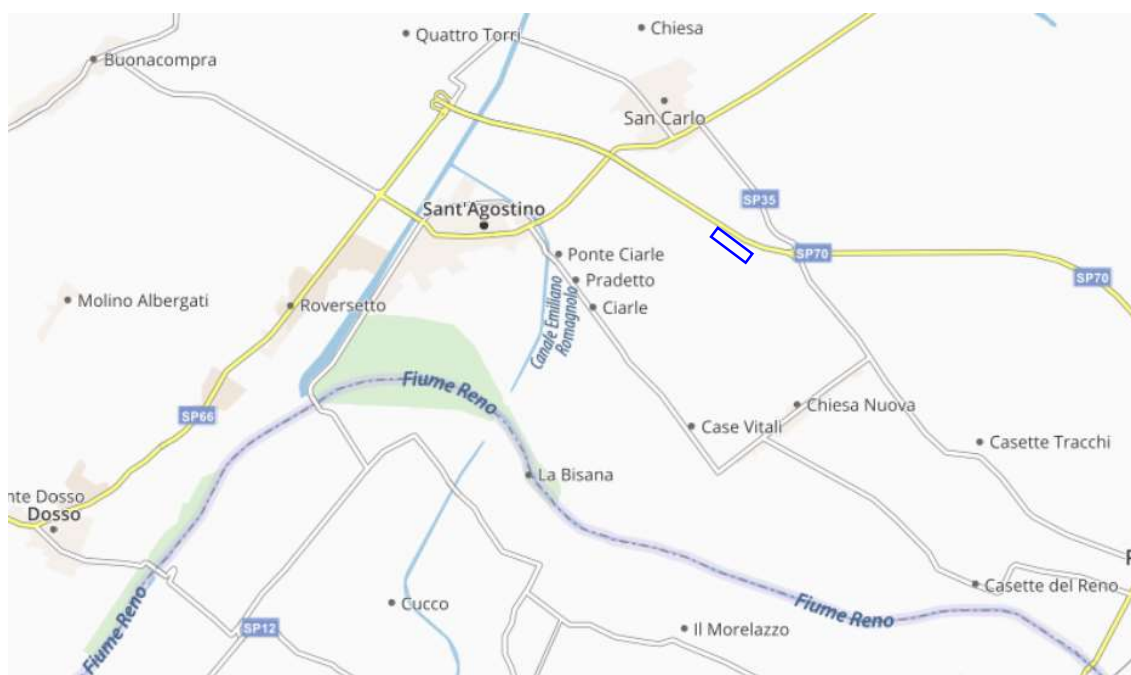 Quattro Torri
Chiesa
Buonacompra
San Carlo
SP35
Sant'Agostino
Ponte Ciarle
SP70
SP70
Pradetto
Molino Albergati
Roversetto
Ciarle
Canale Emiliano
Romagnolo
Fiume Reno
SP66
Chiesa Nuova
Case Vitali
Casette Tracchi
La Bisana
nte Dosso
Dosso
Casette del Reno
Cucco
Fiume Reno
Fiume Reno
SP12
Il Morelazzo